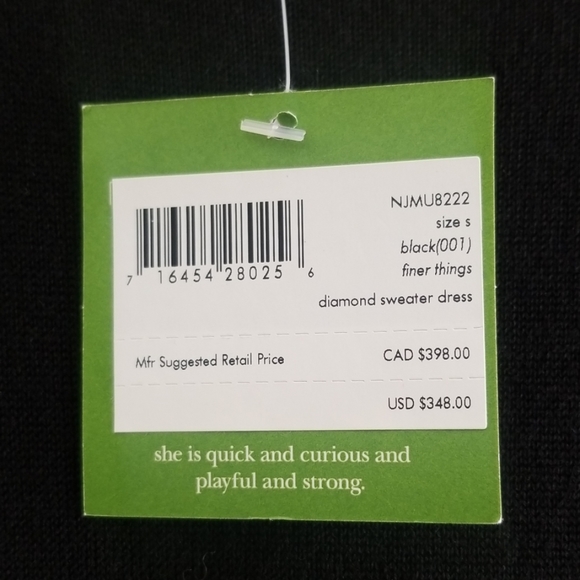 NJMU8222
size s
black(001)
finer things
7 16454 28025 6
diamond sweater dress
Mfr Suggested Retail Price CAD $398.00
USD $348.00
she is quick and curious and
playful and strong.